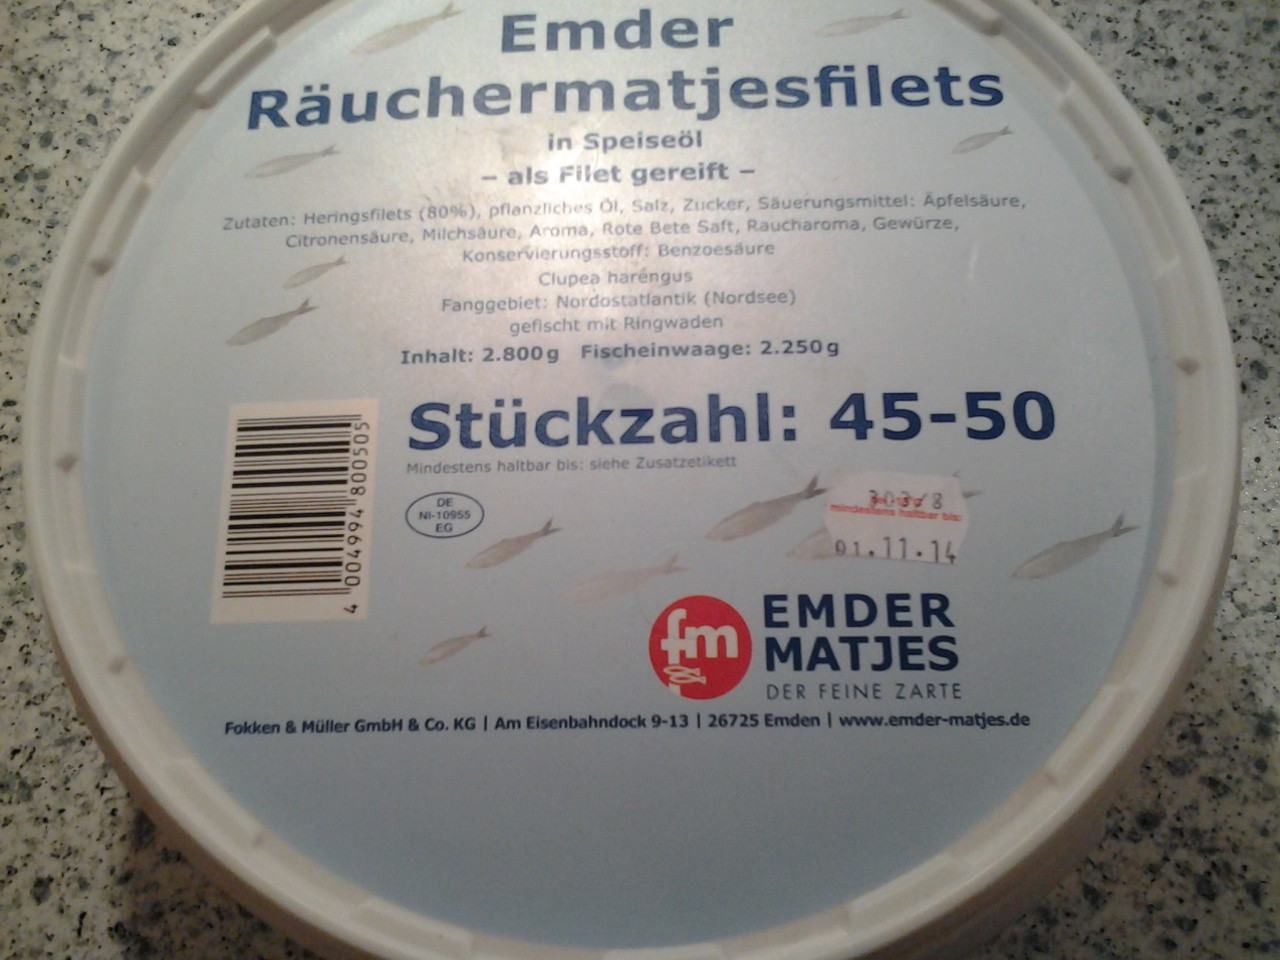 Emder
Räuchermatjesfilets
in Speiseöl
– als Filet gereift –
Zutaten: Heringsfilets (80%), pflanzliches Öl, Salz, Zucker, Säuerungsmittel: Äpfelsäure,
Citronensäure, Milchsäure, Aroma, Rote Bete Saft, Raucharoma, Gewürze,
Konservierungsstoff: Benzoesäure
Clupea harengus
Fanggebiet: Nordostatlantik (Nordsee)
gefischt mit Ringwaden
Inhalt: 2.800g Fischeinwaage: 2.250g
Stückzahl: 45-50
Mindestens haltbar bis: siehe Zusatzetikett
4 004994 800505
DE
NI-10955
EG
mindestens haltbar bis:
01.11.14
fm
EMDER
MATJES
DER FEINE ZARTE
Fokken & Müller GmbH & Co. KG | Am Eisenbahndock 9-13 | 26725 Emden | www.emder-matjes.de